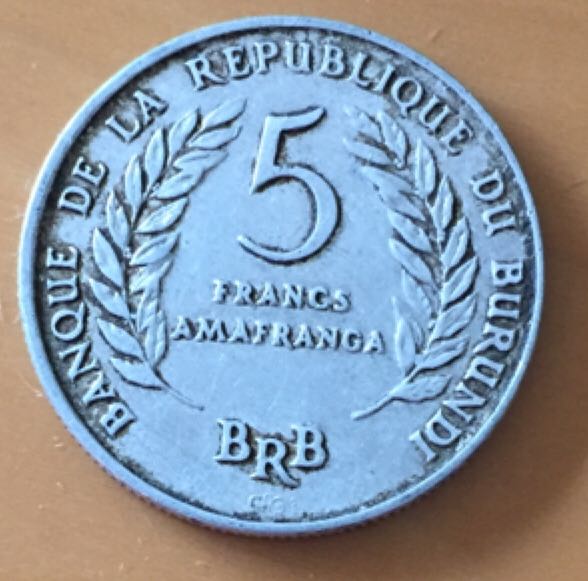 BANQUE DE LA REPUBLIQUE DU BURUNDI
5
FRANCS
AMAFRANGA
BRB